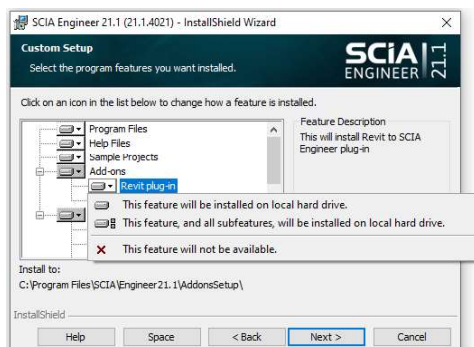 SCIA Engineer 21.1 (21.1.4021) - InstallShield Wizard
Custom Setup
Select the program features you want installed.
SCiA
ENGINEER
21.1
Click on an icon in the list below to change how a feature is installed.
Program Files
Help Files
Sample Projects
Add-ons
Revit plug-in
Feature Description
This will install Revit to SCIA
Engineer plug-in
This feature will be installed on local hard drive.
This feature, and all subfeatures, will be installed on local hard drive.
This feature will not be available.
Install to:
C:\Program Files\SCIA\Engineer21.1\AddonsSetup\
InstallShield
Help
Space
< Back
Next >
Cancel